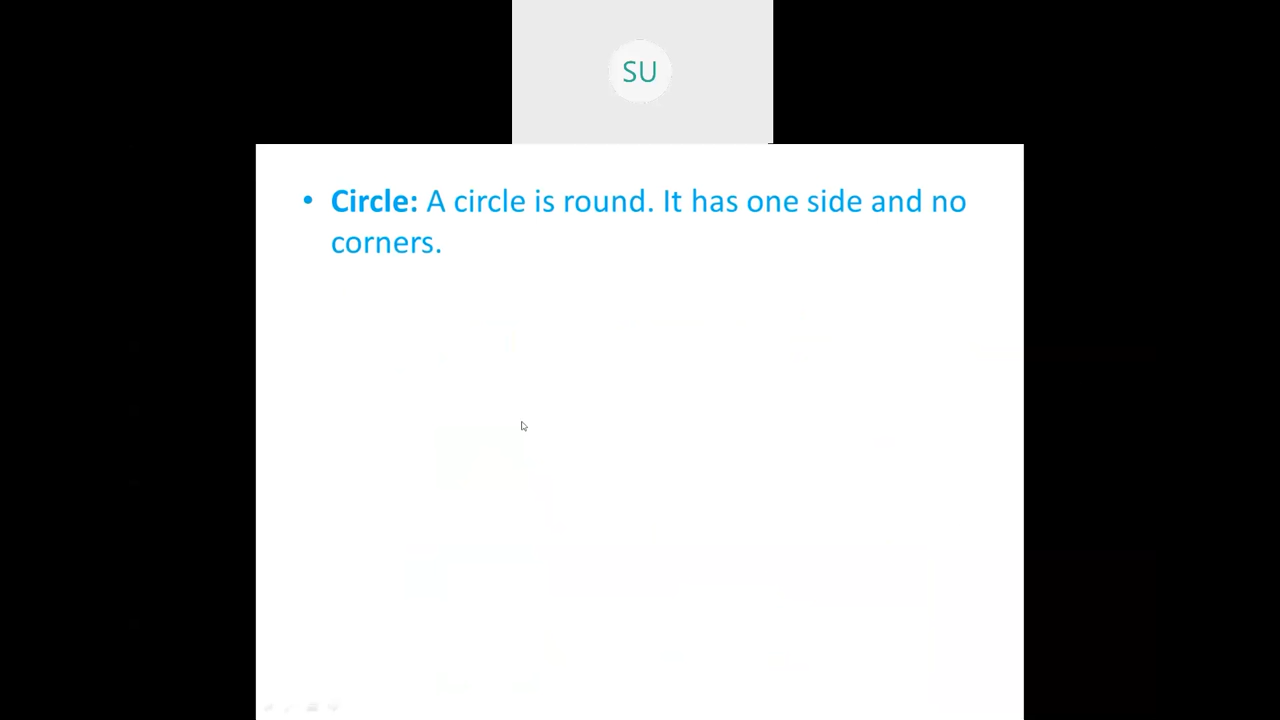 SU
• Circle: A circle is round. It has one side and no
corners.